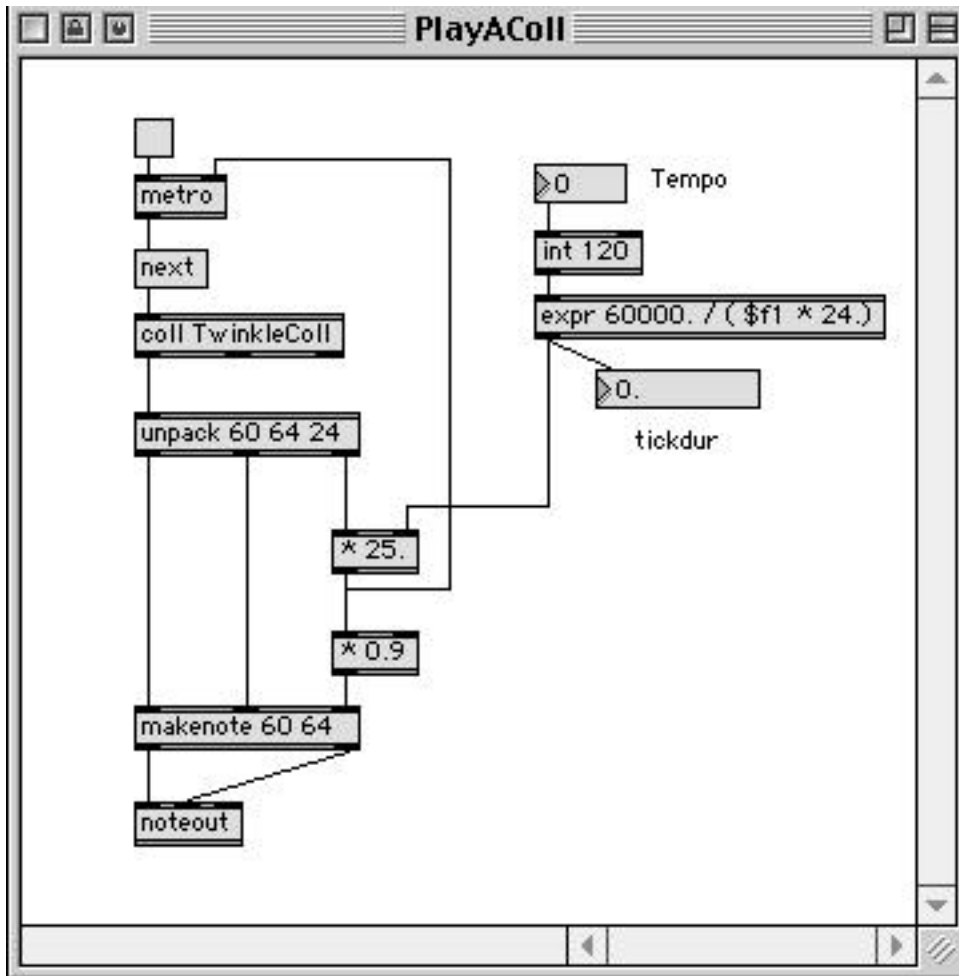 PlayAColl
metro
next
coll TwinkleColl
unpack 60 64 24
* 25.
* 0.9
makenote 60 64
noteout
0
Tempo
int 120
expr 60000. / ( $f1 * 24.)
0.
tickdur